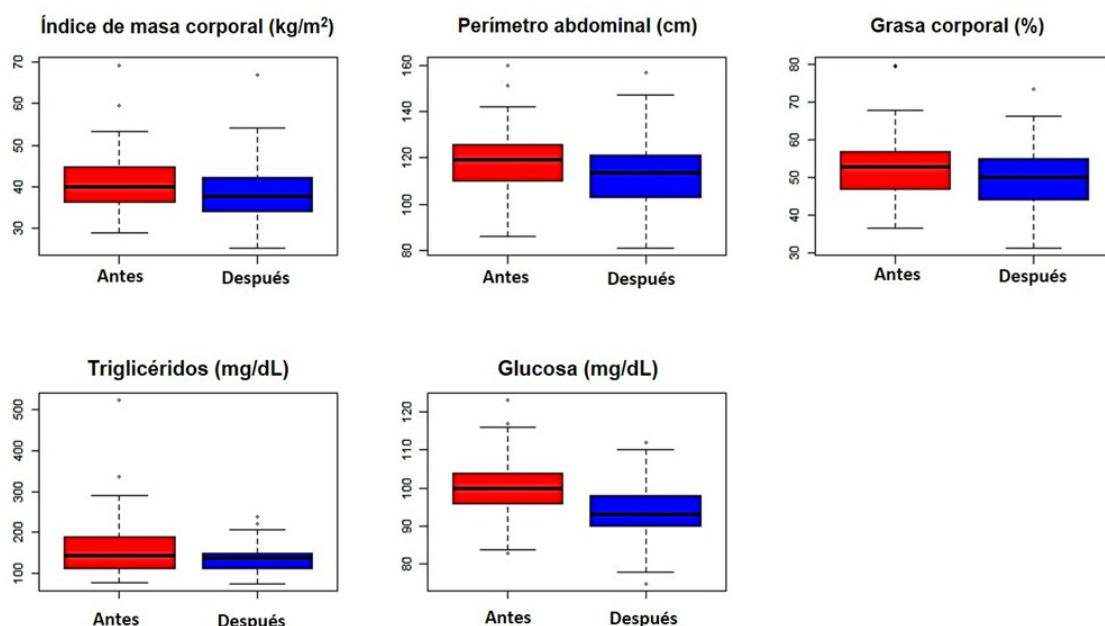 Índice de masa corporal (kg/m²)
70
60
50
40
30
Antes
Después
Perímetro abdominal (cm)
160
140
120
100
80
Antes
Después
Grasa corporal (%)
80
70
60
50
40
30
Antes
Después
Triglicéridos (mg/dL)
500
400
300
200
100
Antes
Después
Glucosa (mg/dL)
120
110
100
90
80
Antes
Después